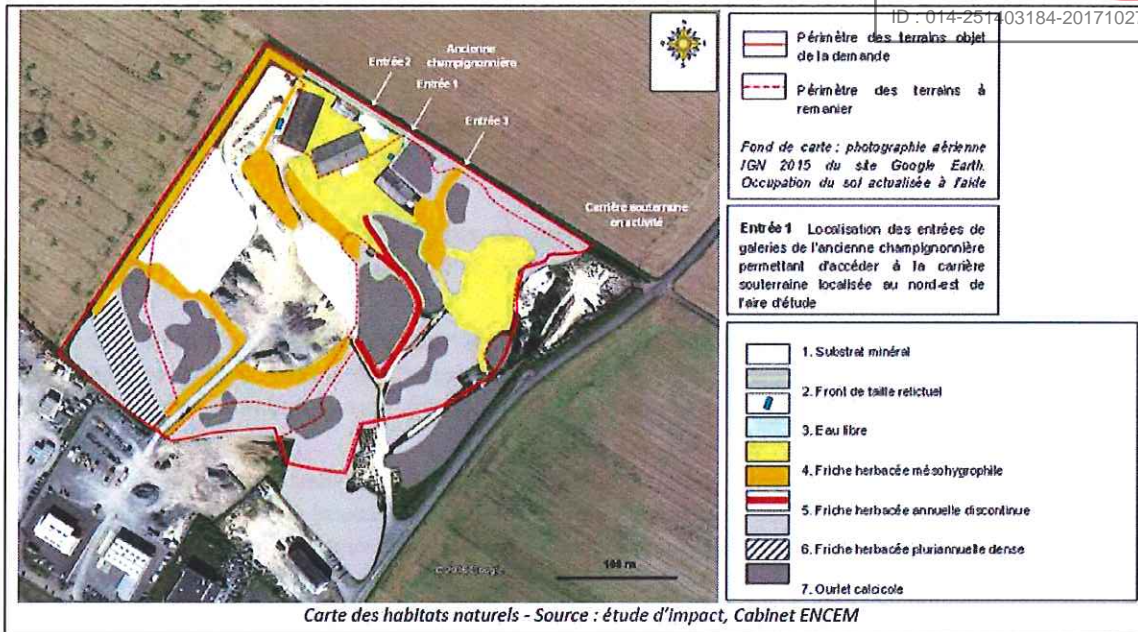 ID : 014-251403184-20171027
Ancienne
champignonnière
Entrée 2
Entrée 1
Entrée 3
Carrière souterraine
en activité
100 m
Périmètre des terrains objet
de la demande
Périmètre des terrains à
remanier
Fond de carte : photographie aérienne
IGN 2015 du site Google Earth.
Occupation du sol actualisée à l'aide
Entrée 1 Localisation des entrées de
galeries de l'ancienne champignonnière
permettant d'accéder à la carrière
souterraine localisée au nord-est de
l'aire d'étude
1. Substrat minéral
2. Front de taille relictuel
3. Eau libre
4. Friche herbacée mésohygrophile
5. Friche herbacée annuelle discontinue
6. Friche herbacée pluriannuelle dense
7. Ourlet calcicole
Carte des habitats naturels - Source : étude d'impact, Cabinet ENCEM